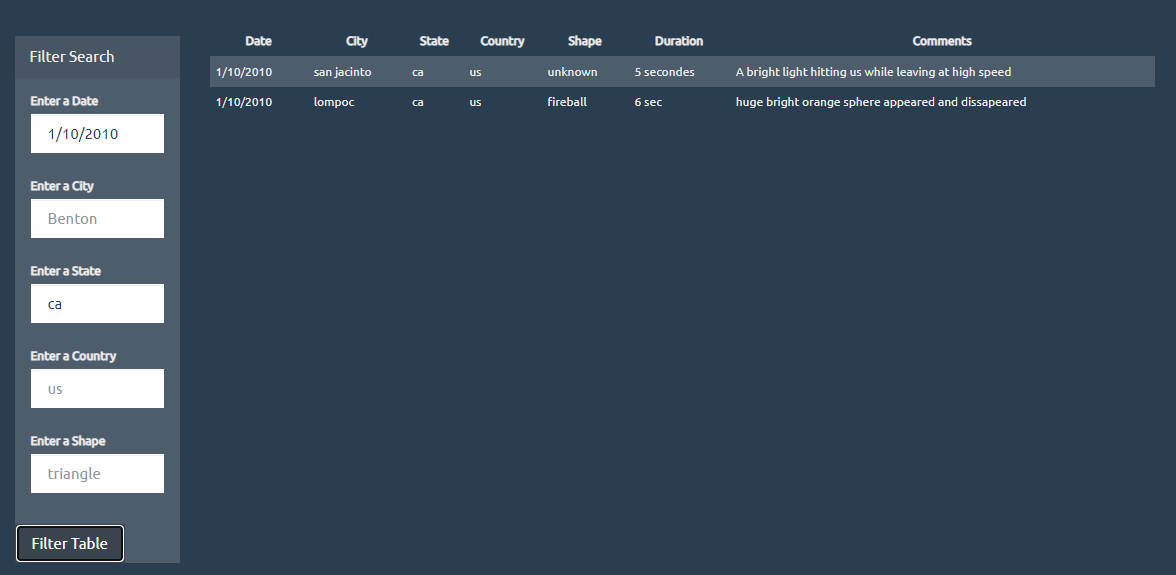 Filter Search
Enter a Date
1/10/2010
Enter a City
Benton
Enter a State
ca
Enter a Country
us
Enter a Shape
triangle
Filter Table
Date City State Country Shape Duration Comments
1/10/2010 san jacinto ca us unknown 5 secondes A bright light hitting us while leaving at high speed
1/10/2010 lompoc ca us fireball 6 sec huge bright orange sphere appeared and dissapeared